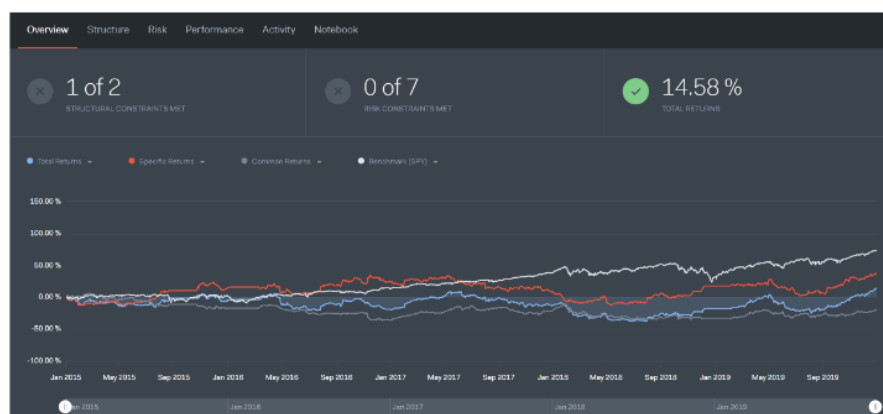 Overview Structure Risk Performance Activity Notebook
1 of 2
STRUCTURAL CONSTRAINTS MET
0 of 7
RISK CONSTRAINTS MET
14.58 %
TOTAL RETURNS
Total Returns Specific Returns Common Returns Benchmark (SPY)
150.00 %
100.00 %
50.00 %
0.00 %
-50.00 %
-100.00 %
Jan 2015 May 2015 Sep 2015 Jan 2016 May 2016 Sep 2016 Jan 2017 May 2017 Sep 2017 Jan 2018 May 2018 Sep 2018 Jan 2019 May 2019 Sep 2019
Jan 2015 Jan 2016 Jan 2017 Jan 2018 Jan 2019